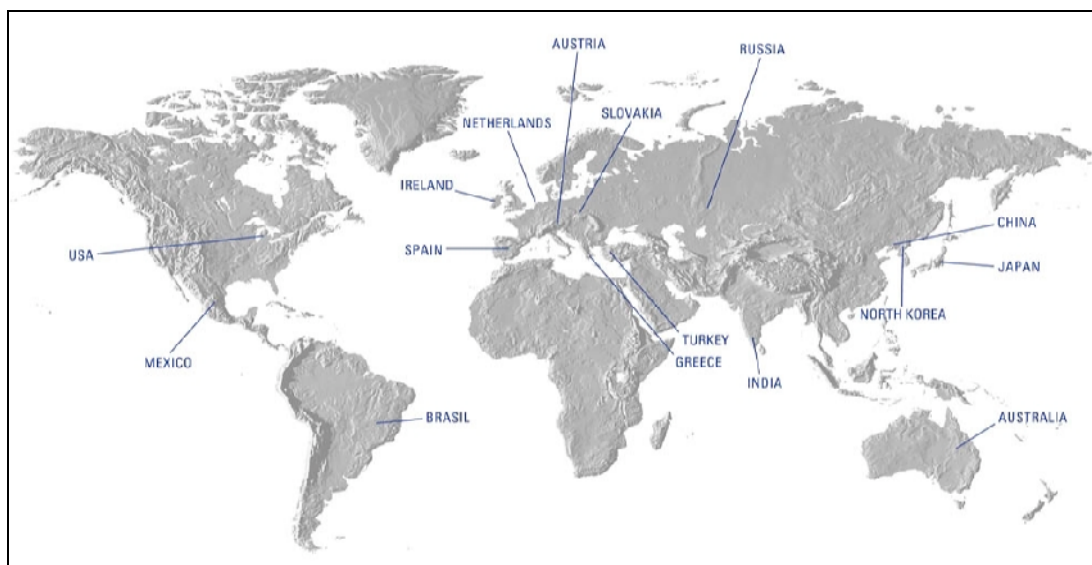 AUSTRIA
RUSSIA
NETHERLANDS
SLOVAKIA
IRELAND
CHINA
USA
SPAIN
JAPAN
NORTH KOREA
MEXICO
TURKEY
GREECE
INDIA
BRASIL
AUSTRALIA